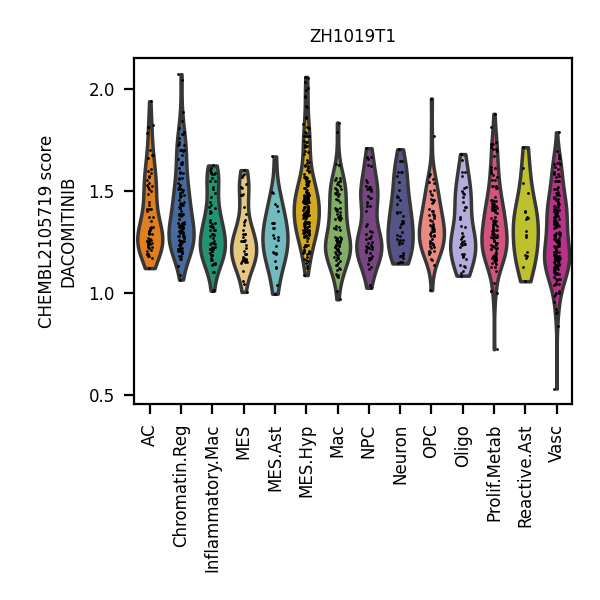 ZH1019T1
CHEMBL2105719 score
DACOMITINIB
2.0
1.5
1.0
0.5
AC
Chromatin.Reg
Inflammatory.Mac
MES
MES.Ast
MES.Hyp
Mac
NPC
Neuron
OPC
Oligo
Prolif.Metab
Reactive.Ast
Vasc